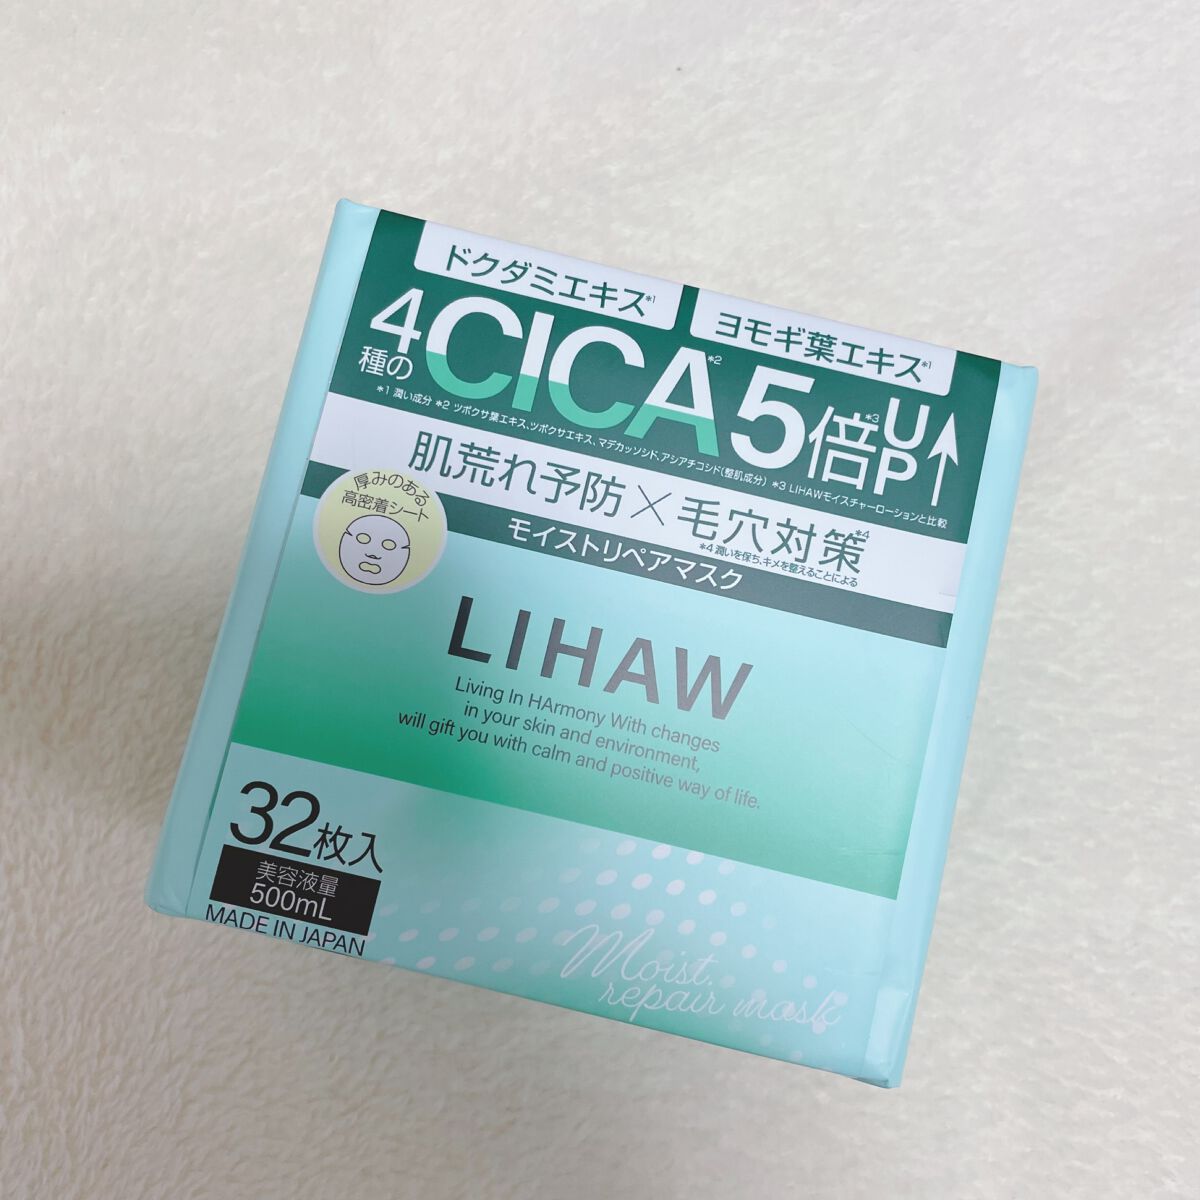 ドクダミエキス*1
ヨモギ葉エキス*1
4種のCICA*2 5倍*3 UP↑
*1 潤い成分 *2 ツボクサ葉エキス、ツボクサエキス、マデカッソシド、アシアチコシド(整肌成分) *3 LIHAWモイスチャーローションと比較
肌荒れ予防×毛穴対策*4
*4 潤いを保ち、キメを整えることによる
厚みのある
高密着シート
モイストリペアマスク
LIHAW
Living In HArmony With changes
in your skin and environment,
will gift you with calm and positive way of life.
32枚入
美容液量
500mL
MADE IN JAPAN
Moist.
repair mask